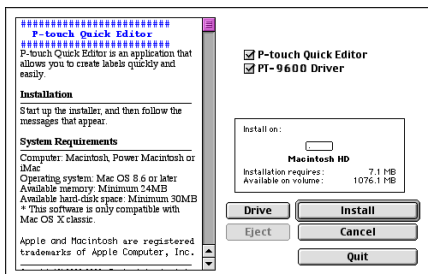 #########################
P-touch Quick Editor
#########################
P-touch Quick Editor is an application that
allows you to create labels quickly and
easily.
Installation
Start up the installer, and then follow the
messages that appear.
System Requirements
Computer: Macintosh, Power Macintosh or
iMac
Operating system: Mac OS 8.6 or later
Available memory: Minimum 24MB
Available hard-disk space: Minimum 30MB
* This software is only compatible with
Mac OS X classic.
Apple and Macintosh are registered
trademarks of Apple Computer, Inc.
P-touch Quick Editor
PT-9600 Driver
Install on:
Macintosh HD
Installation requires: 7.1 MB
Available on volume: 1076.1 MB
Drive
Install
Eject
Cancel
Quit